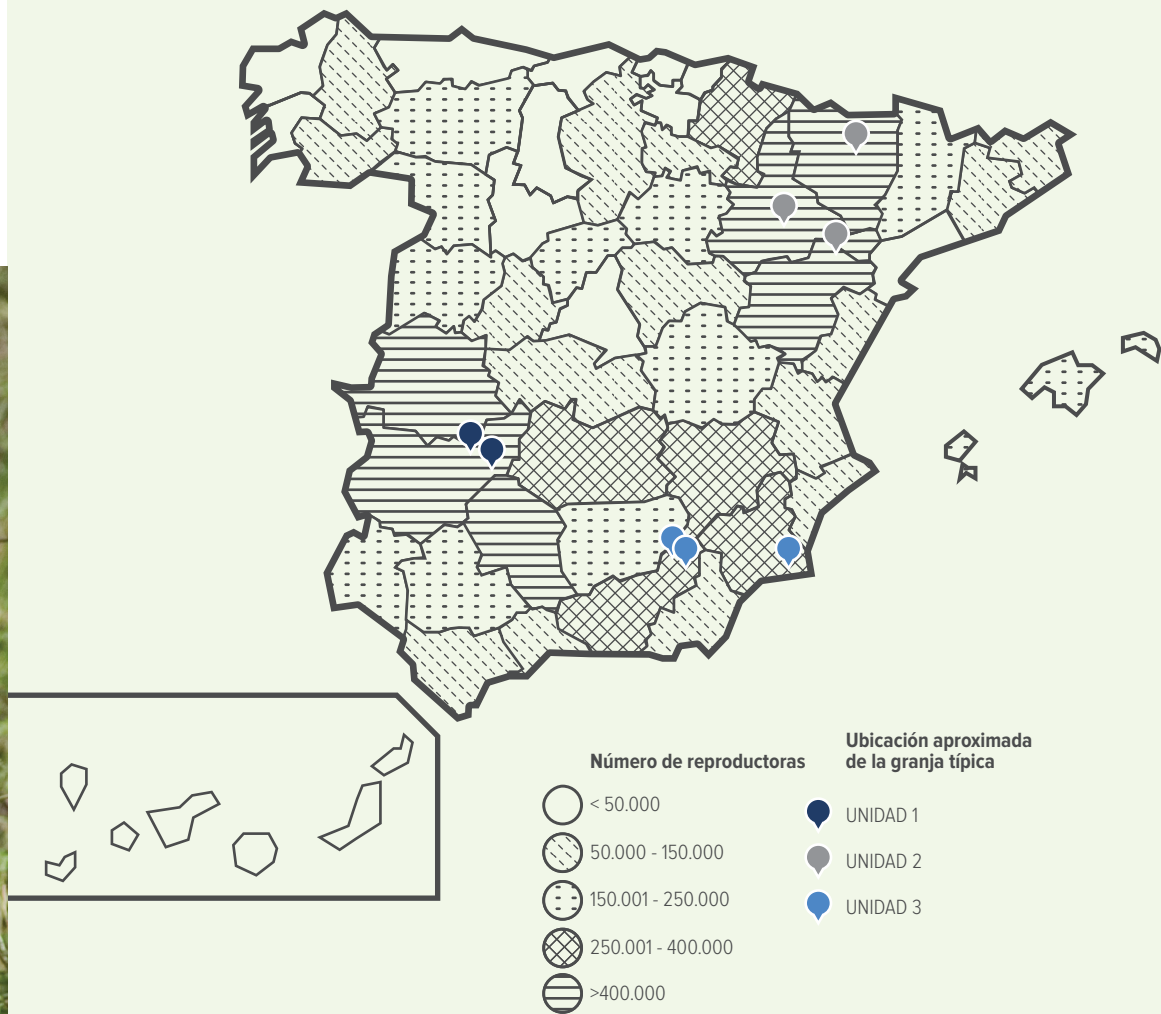 Número de reproductoras
< 50.000
50.000 - 150.000
150.001 - 250.000
250.001 - 400.000
>400.000
Ubicación aproximada
de la granja típica
UNIDAD 1
UNIDAD 2
UNIDAD 3